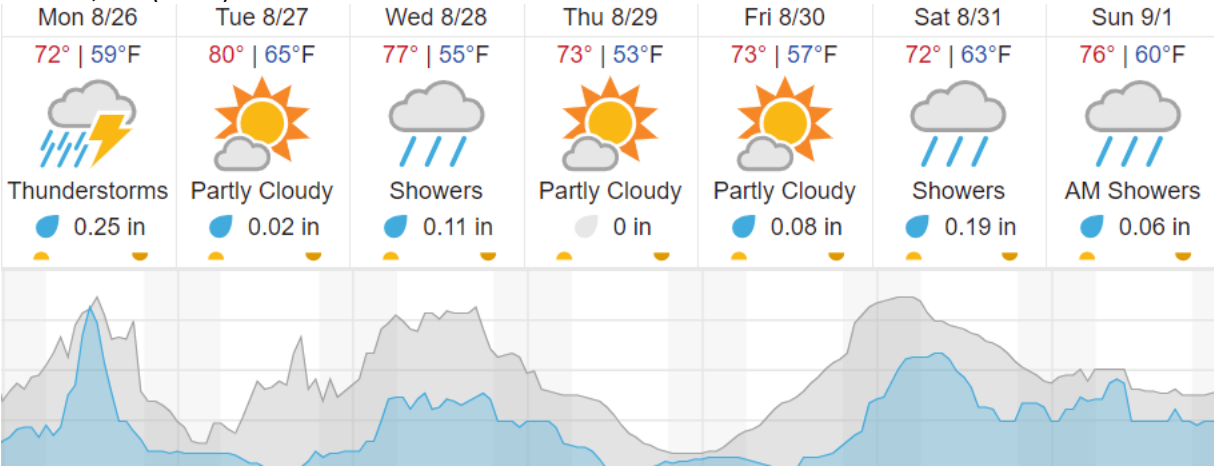 Mon 8/26 Tue 8/27 Wed 8/28 Thu 8/29 Fri 8/30 Sat 8/31 Sun 9/1
72° | 59°F 80° | 65°F 77° | 55°F 73° | 53°F 73° | 57°F 72° | 63°F 76° | 60°F
Thunderstorms Partly Cloudy Showers Partly Cloudy Partly Cloudy Showers AM Showers
0.25 in 0.02 in 0.11 in 0 in 0.08 in 0.19 in 0.06 in